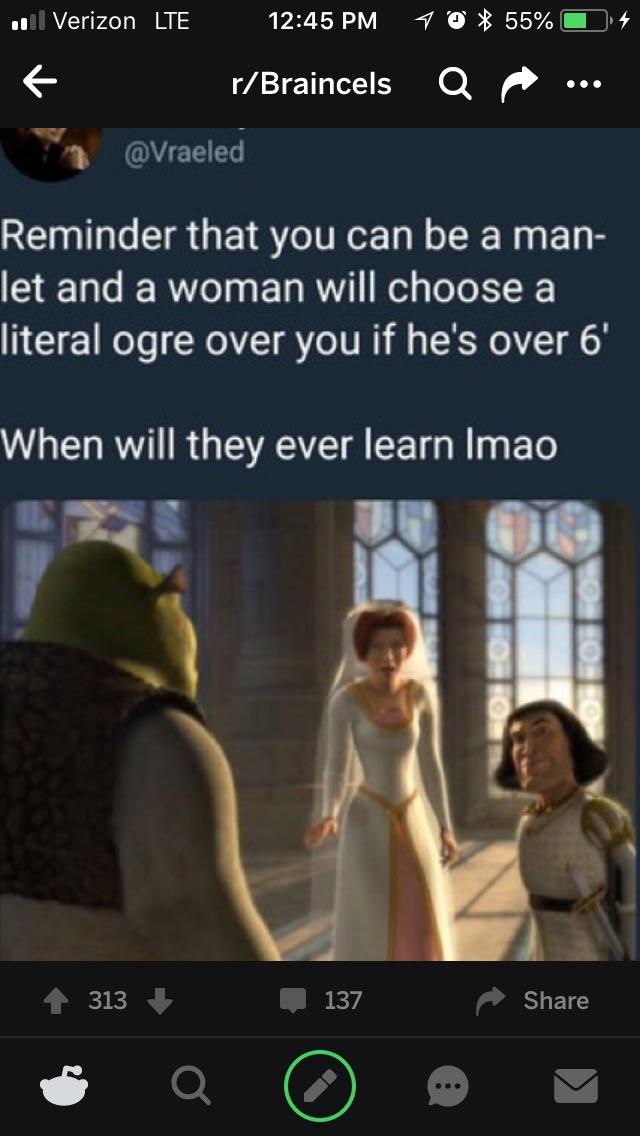 Verizon LTE 12:45 PM 55%
r/Braincels
@Vraeled
Reminder that you can be a man-
let and a woman will choose a
literal ogre over you if he's over 6'
When will they ever learn lmao
313 137 Share